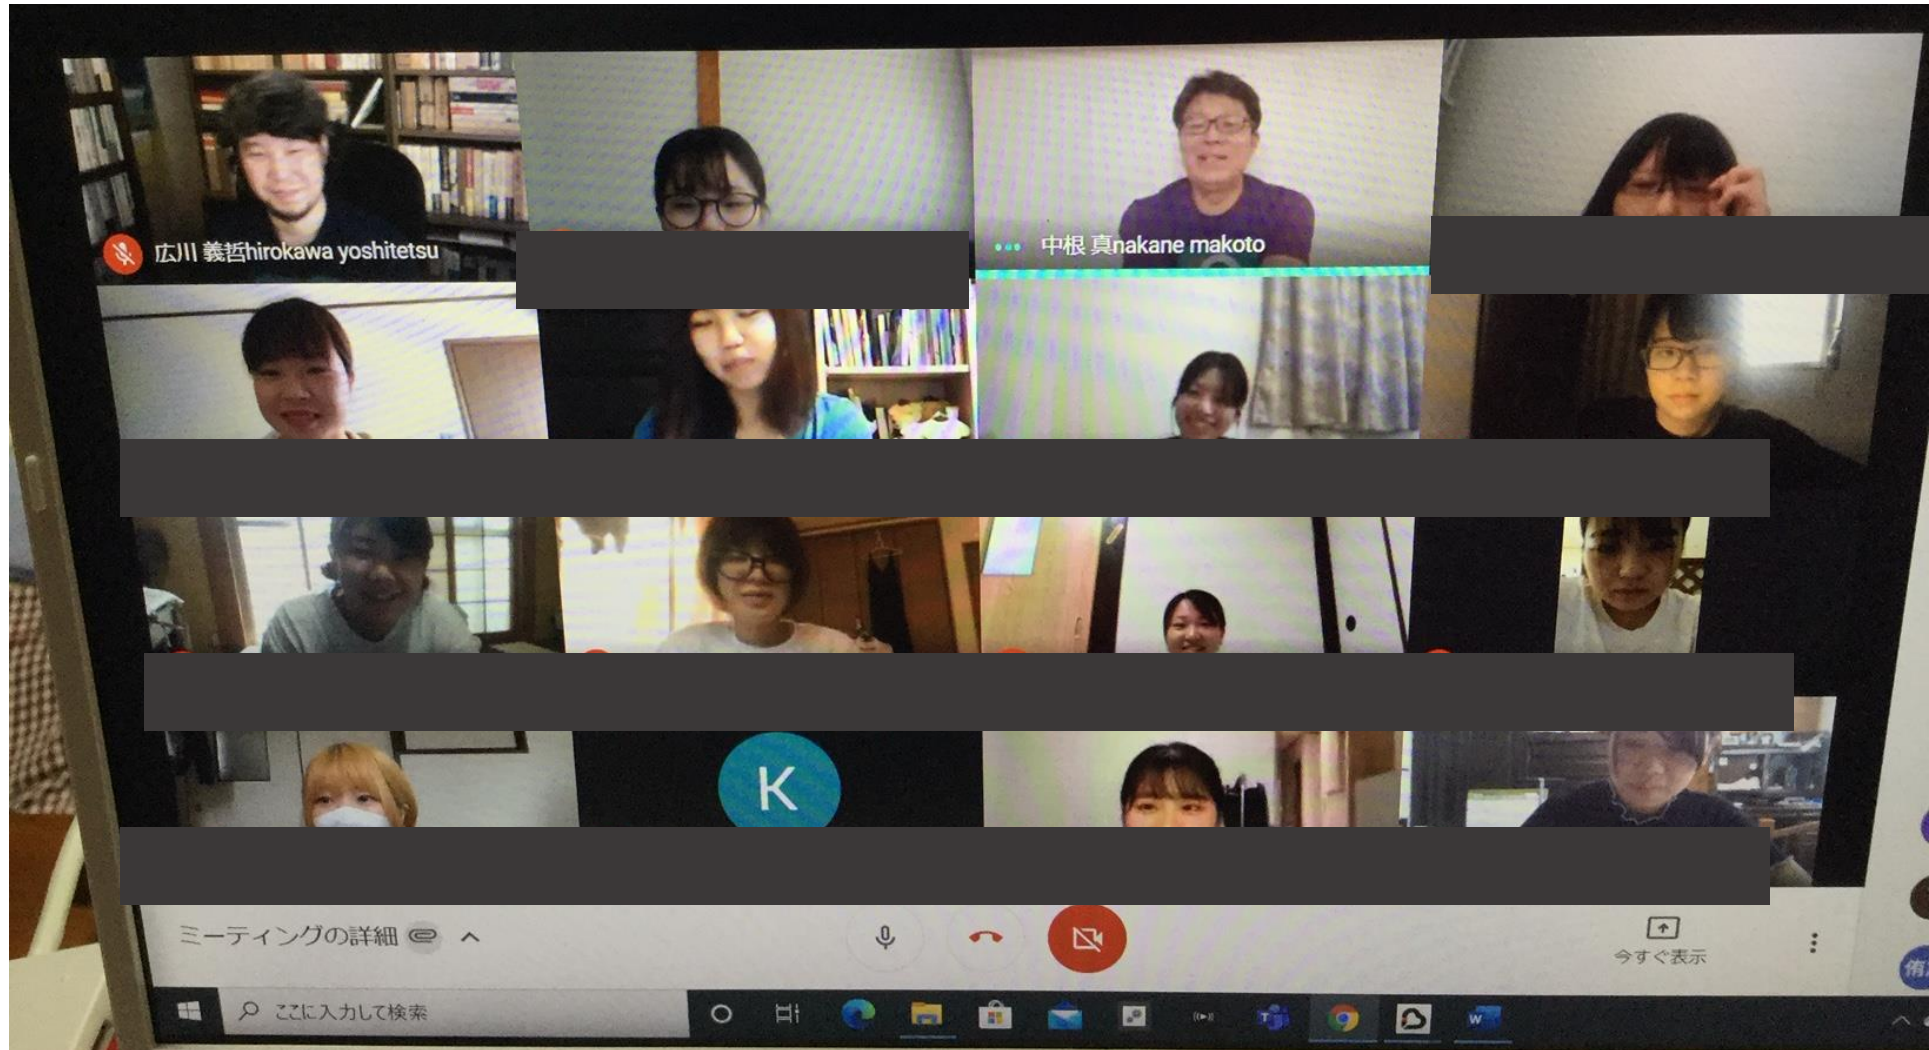 広川 義哲hirokawa yoshitetsu
中根 真nakane makoto
K
ミーティングの詳細
今すぐ表示
ここに入力して検索